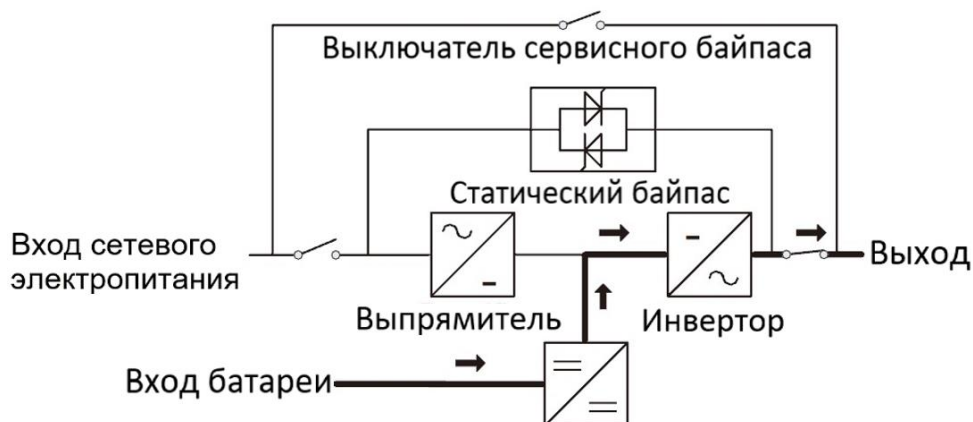 Выключатель сервисного байпаса
Статический байпас
Вход сетевого
электропитания
Выход
Выпрямитель
Инвертор
Вход батареи